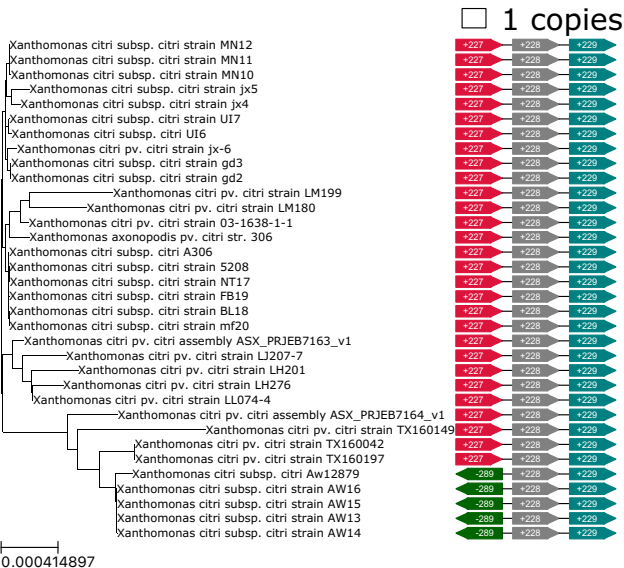 1 copies
Xanthomonas citri subsp. citri strain MN12 +227 +228 +229
Xanthomonas citri subsp. citri strain MN11 +227 +228 +229
Xanthomonas citri subsp. citri strain MN10 +227 +228 +229
Xanthomonas citri subsp. citri strain jx5 +227 +228 +229
Xanthomonas citri subsp. citri strain jx4 +227 +228 +229
Xanthomonas citri subsp. citri strain UI7 +227 +228 +229
Xanthomonas citri subsp. citri UI6 +227 +228 +229
Xanthomonas citri pv. citri strain jx-6 +227 +228 +229
Xanthomonas citri subsp. citri strain gd3 +227 +228 +229
Xanthomonas citri subsp. citri strain gd2 +227 +228 +229
Xanthomonas citri pv. citri strain LM199 +227 +228 +229
Xanthomonas citri pv. citri strain LM180 +227 +228 +229
Xanthomonas citri pv. citri strain 03-1638-1-1 +227 +228 +229
Xanthomonas axonopodis pv. citri str. 306 +227 +228 +229
Xanthomonas citri subsp. citri A306 +227 +228 +229
Xanthomonas citri subsp. citri strain 5208 +227 +228 +229
Xanthomonas citri subsp. citri strain NT17 +227 +228 +229
Xanthomonas citri subsp. citri strain FB19 +227 +228 +229
Xanthomonas citri subsp. citri strain BL18 +227 +228 +229
Xanthomonas citri subsp. citri strain mf20 +227 +228 +229
Xanthomonas citri pv. citri assembly ASX_PRJEB7163_v1 +227 +228 +229
Xanthomonas citri pv. citri strain LJ207-7 +227 +228 +229
Xanthomonas citri pv. citri strain LH201 +227 +228 +229
Xanthomonas citri pv. citri strain LH276 +227 +228 +229
Xanthomonas citri pv. citri strain LL074-4 +227 +228 +229
Xanthomonas citri pv. citri assembly ASX_PRJEB7164_v1 +227 +228 +229
Xanthomonas citri pv. citri strain TX160149 +227 +228 +229
Xanthomonas citri pv. citri strain TX160042 +227 +228 +229
Xanthomonas citri pv. citri strain TX160197 +227 +228 +229
Xanthomonas citri subsp. citri Aw12879 -289 +228 +229
Xanthomonas citri subsp. citri strain AW16 -289 +228 +229
Xanthomonas citri subsp. citri strain AW15 -289 +228 +229
Xanthomonas citri subsp. citri strain AW13 -289 +228 +229
Xanthomonas citri subsp. citri strain AW14 -289 +228 +229
0.000414897